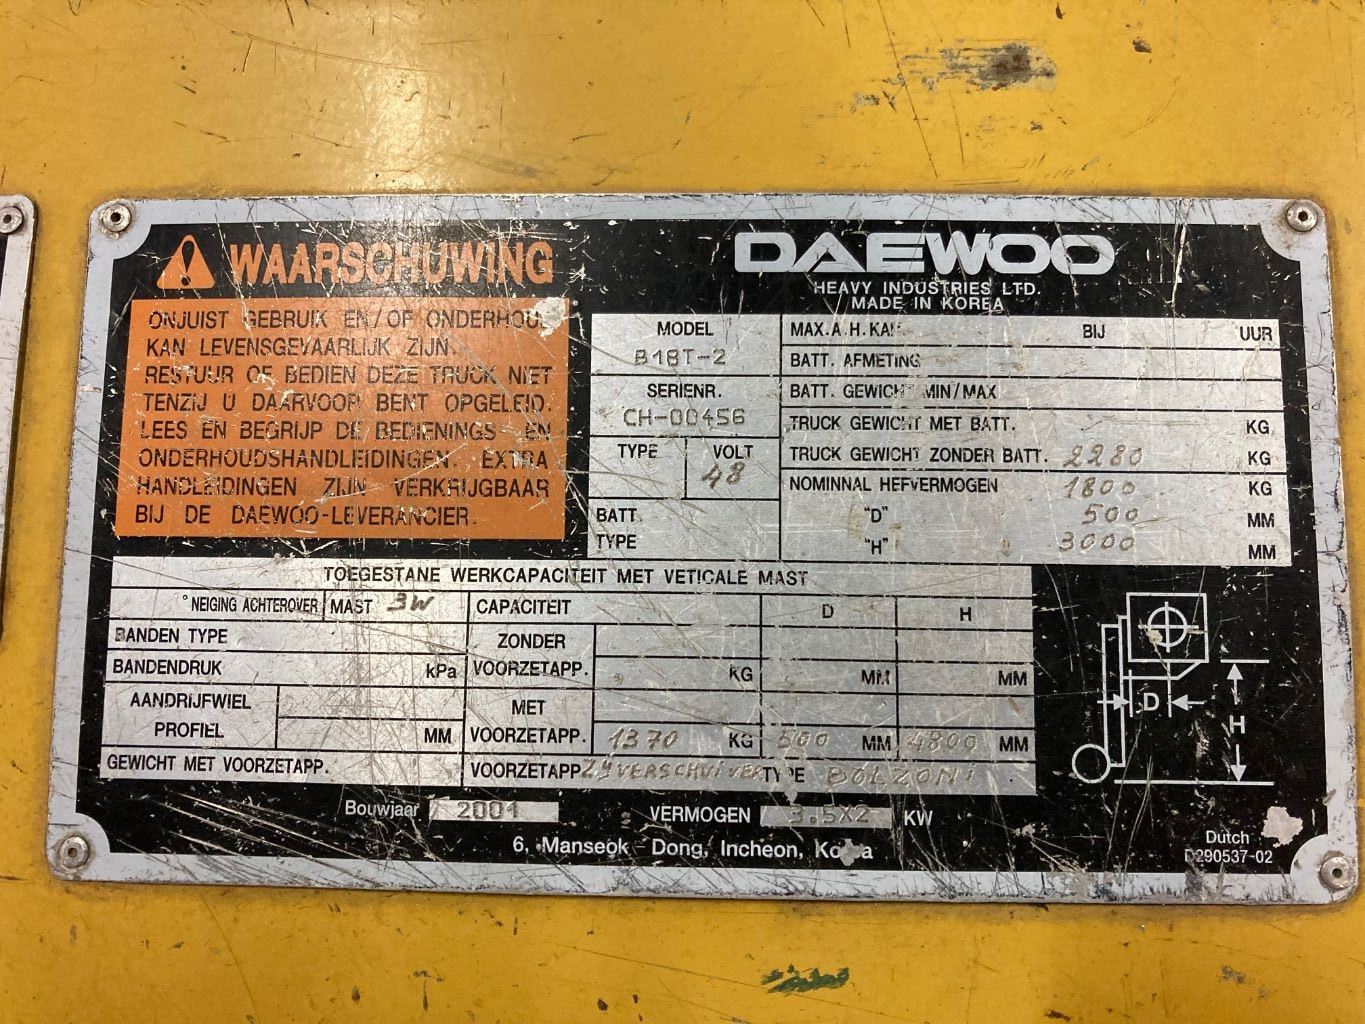 WAARSCHUWING
ONJUIST GEBRUIK EN/OF ONDERHOU
KAN LEVENSGEVAARLIJK ZIJN.
RESTUUR OF BEDIEN DEZE TRUCK NIET
TENZIJ U DAARVOOR BENT OPGELEID.
LEES EN BEGRIJP DE BEDIENINGS- EN
ONDERHOUDSHANDLEIDINGEN. EXTRA
HANDLEIDINGEN ZIJN VERKRIJGBAAR
BIJ DE DAEWOO-LEVERANCIER.
DAEWOO
HEAVY INDUSTRIES LTD.
MADE IN KOREA
MODEL
B18T-2
SERIENR.
CH-00456
TYPE VOLT
48
BATT.
TYPE
MAX.A.H. BIJ UUR
BATT. AFMETING
BATT. GEWICHT MIN/MAX
TRUCK GEWICHT MET BATT. KG
TRUCK GEWICHT ZONDER BATT. 2280 KG
NOMINNAL HEFVERMOGEN 1800 KG
"D" 500 MM
"H" 3000 MM
TOEGESTANE WERKCAPACITEIT MET VETICALE MAST
° NEIGING ACHTEROVER MAST 3W CAPACITEIT D H
BANDEN TYPE ZONDER
BANDENDRUK kPa VOORZETAPP. KG MM MM
AANDRIJFWIEL MET
PROFIEL MM VOORZETAPP. 1370 KG 500 MM 4800 MM
GEWICHT MET VOORZETAPP. VOORZETAPP ZYVERSCHUIVER TYPE BOLZONI
Bouwjaar 2001 VERMOGEN 3.5X2 KW
6, Manseok - Dong, Incheon, Korea
D
H
Dutch
D290537-02